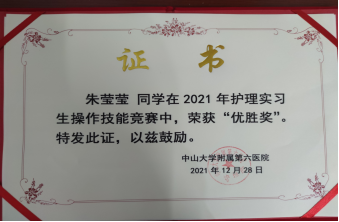 证书
朱莹莹 同学在 2021 年护理实习
生操作技能竞赛中，荣获“优胜奖”。
特发此证，以兹鼓励。
中山大学附属第六医院
2021 年 12 月 28 日